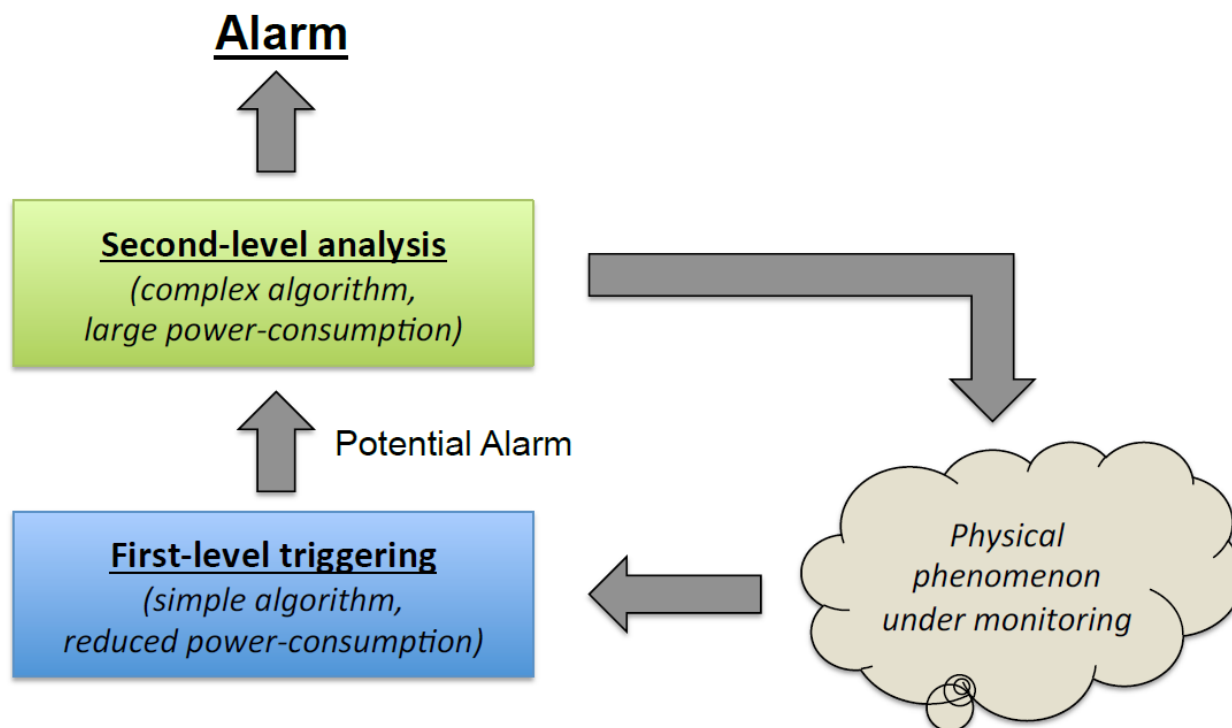 Alarm
Second-level analysis
(complex algorithm,
large power-consumption)
Potential Alarm
First-level triggering
(simple algorithm,
reduced power-consumption)
Physical
phenomenon
under monitoring